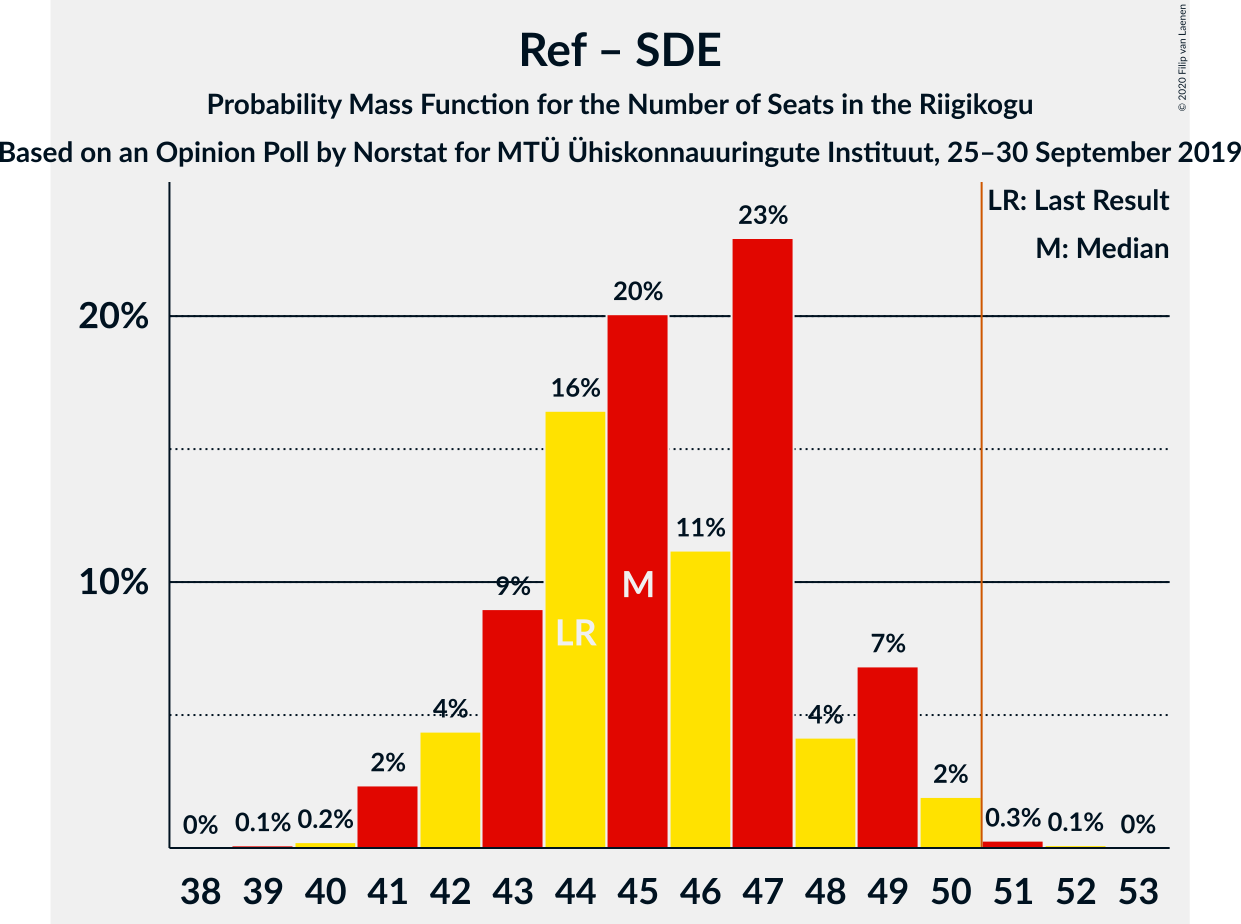 Ref – SDE
Probability Mass Function for the Number of Seats in the Riigikogu
Based on an Opinion Poll by Norstat for MTÜ Ühiskonnauuringute Instituut, 25–30 September 2019
© 2020 Filip van Laenen
LR: Last Result
M: Median
23%
20%
20%
16%
11%
10%
9%
M
LR
7%
4%
4%
2%
2%
0%
0.1%
0.2%
0.3%
0.1%
0%
38 39 40 41 42 43 44 45 46 47 48 49 50 51 52 53